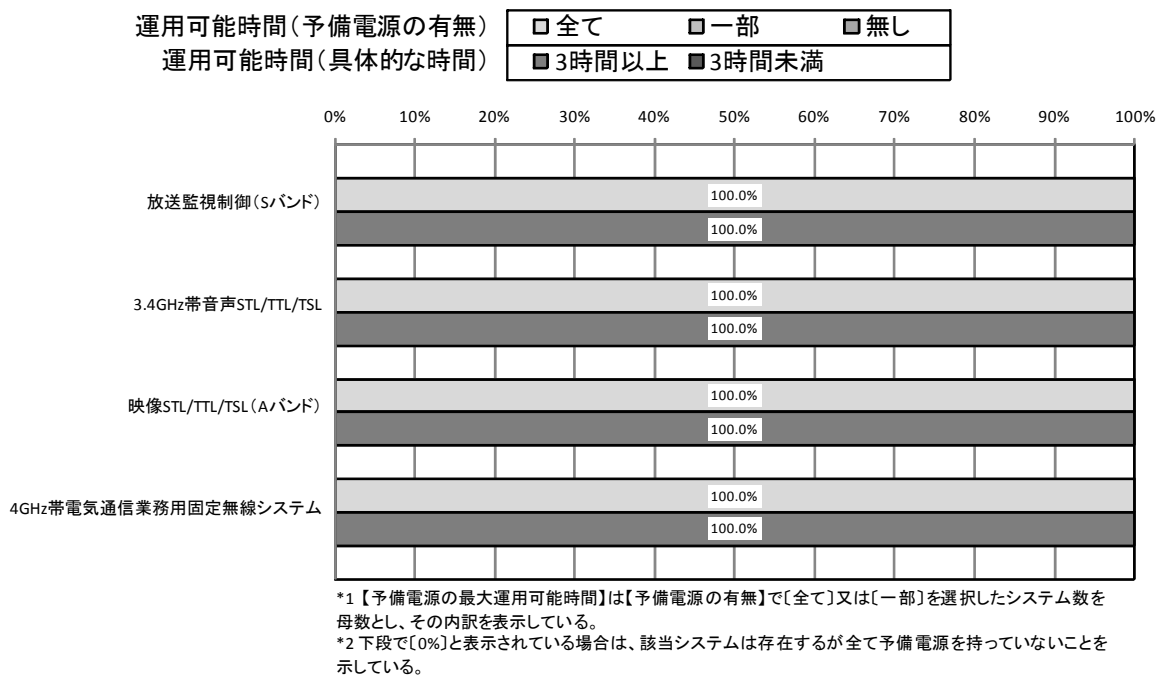 運用可能時間(予備電源の有無) □全て □一部 □無し
運用可能時間(具体的な時間) □3時間以上 ■3時間未満
0% 10% 20% 30% 40% 50% 60% 70% 80% 90% 100%
放送監視制御(Sバンド)
100.0%
100.0%
3.4GHz帯音声STL/TTL/TSL
100.0%
100.0%
映像STL/TTL/TSL(Aバンド)
100.0%
100.0%
4GHz帯電気通信業務用固定無線システム
100.0%
100.0%
*1 【予備電源の最大運用可能時間】は【予備電源の有無】で〔全て〕又は〔一部〕を選択したシステム数を
母数とし、その内訳を表示している。
*2 下段で〔0%〕と表示されている場合は、該当システムは存在するが全て予備電源を持っていないことを
示している。